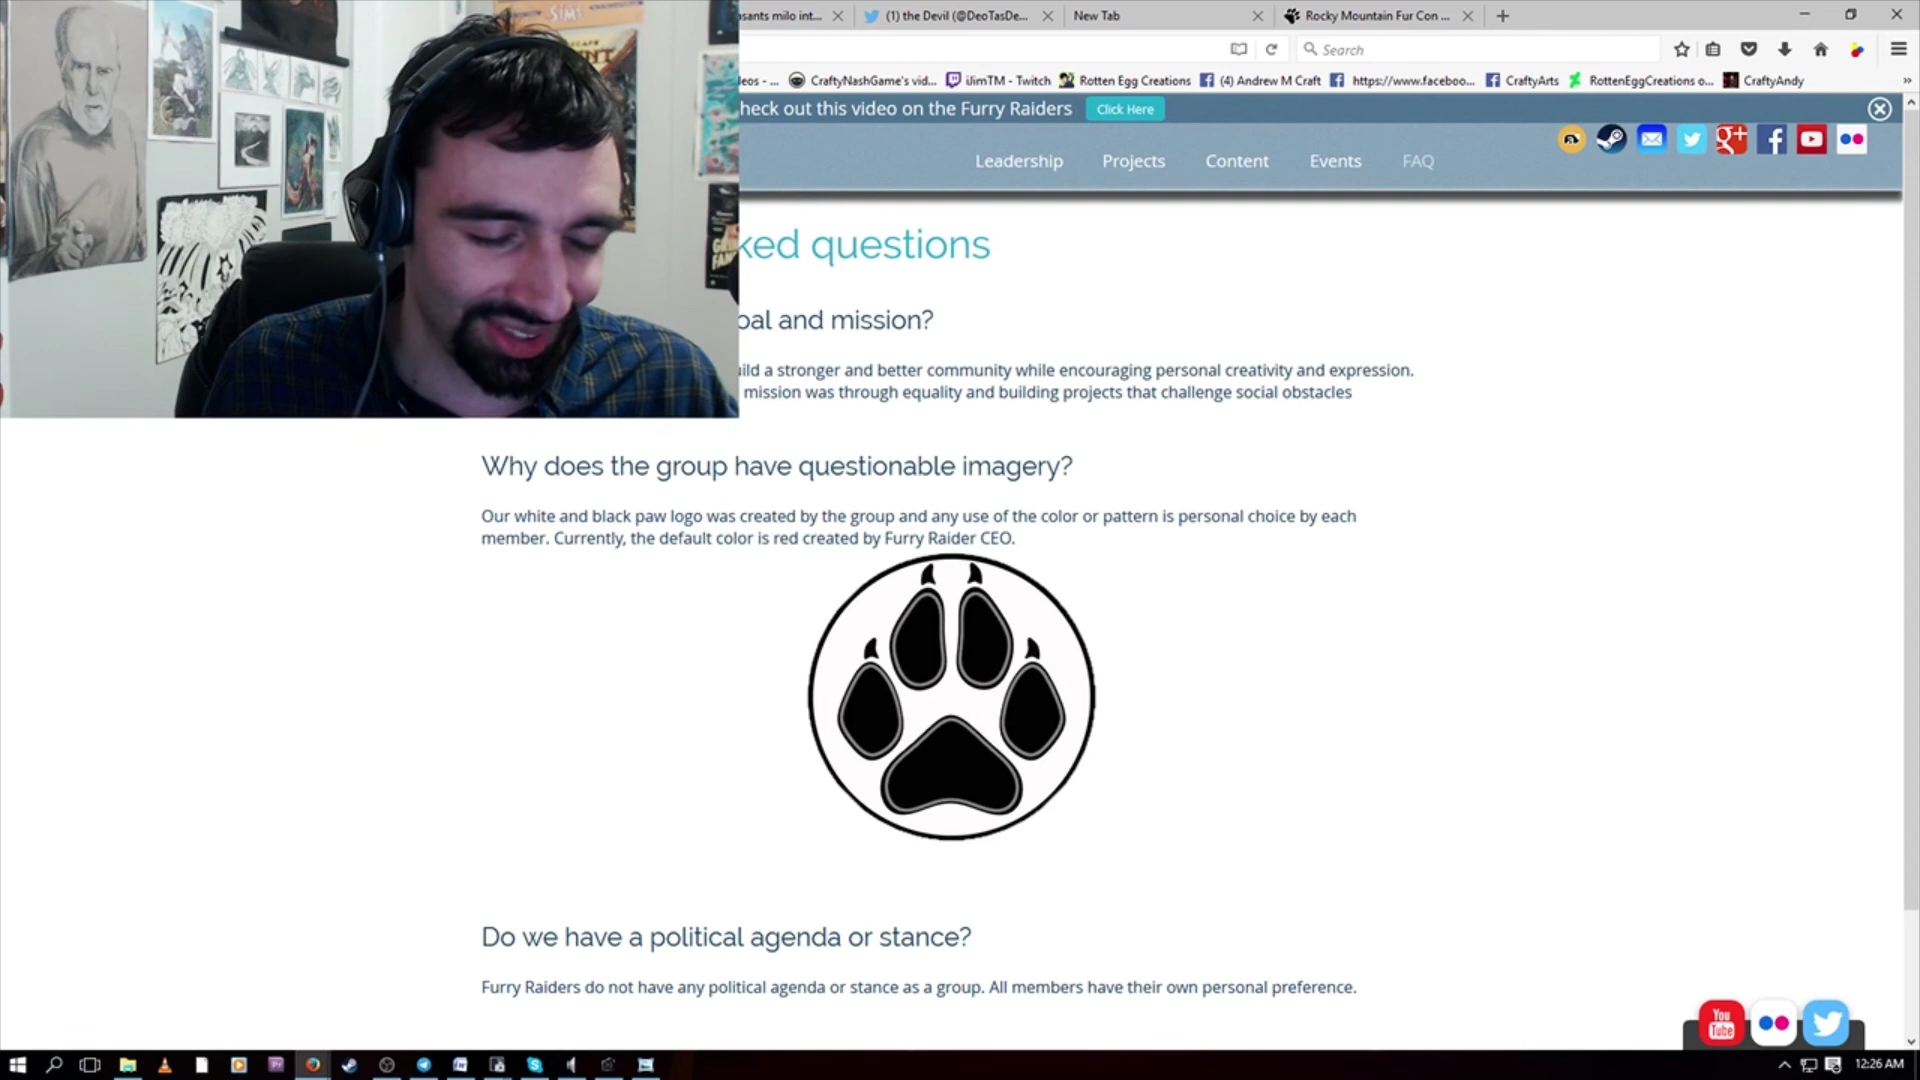 SIMS
isants milo int...
(1) the Devil (@DeoTasDe...
New Tab
Rocky Mountain Fur Con ...
Search
deos - ...
CraftyNashGame's vid...
iJimTM - Twitch
Rotten Egg Creations
(4) Andrew M Craft
https://www.faceboo...
CraftyArts
RottenEggCreations o...
CraftyAndy
heck out this video on the Furry Raiders
Click Here
Leadership
Projects
Content
Events
FAQ
ked questions
oal and mission?
uild a stronger and better community while encouraging personal creativity and expression.
mission was through equality and building projects that challenge social obstacles
Why does the group have questionable imagery?
Our white and black paw logo was created by the group and any use of the color or pattern is personal choice by each
member. Currently, the default color is red created by Furry Raider CEO.
Do we have a political agenda or stance?
Furry Raiders do not have any political agenda or stance as a group. All members have their own personal preference.
You
Tube
12:26 AM